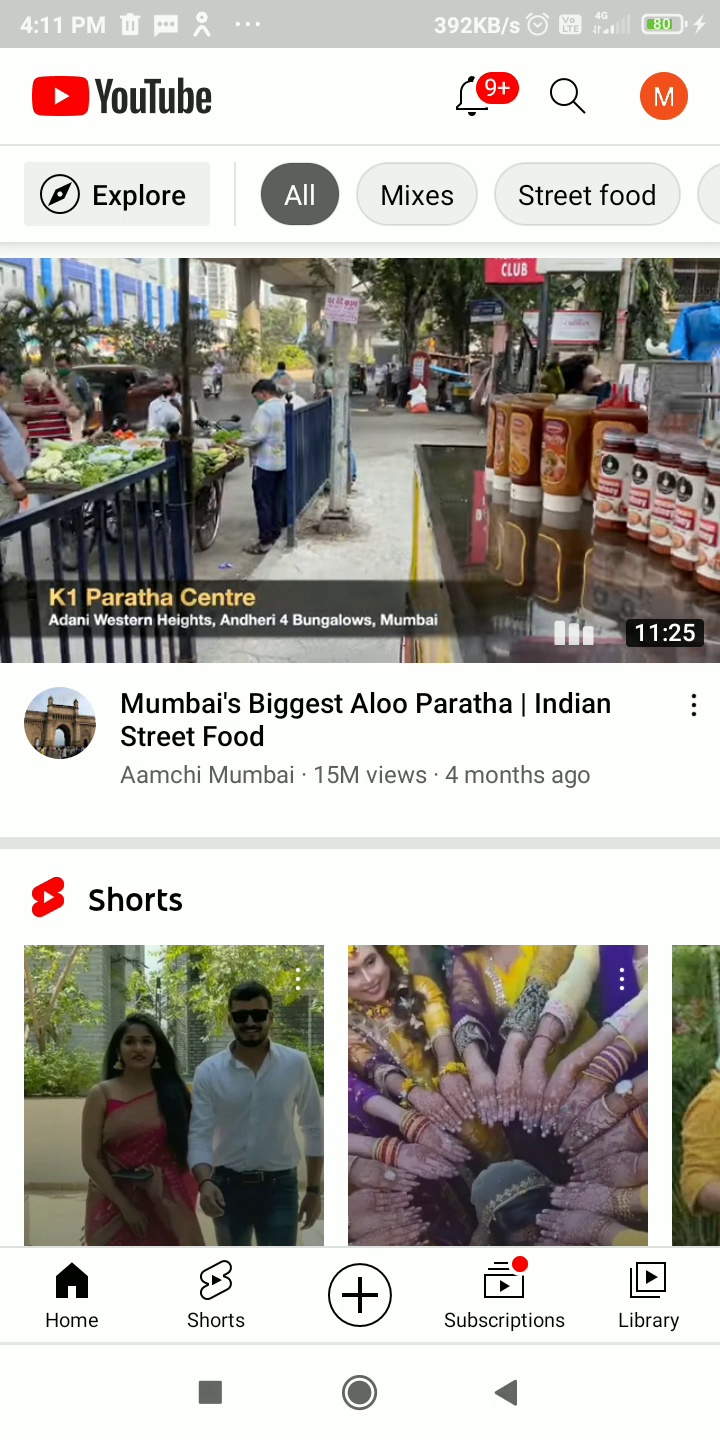 4:11 PM
392KB/s
Vo
LTE
4G
80
YouTube
9+
M
Explore
All
Mixes
Street food
CLUB
K1 Paratha Centre
Adani Western Heights, Andheri 4 Bungalows, Mumbai
11:25
Mumbai's Biggest Aloo Paratha | Indian
Street Food
Aamchi Mumbai · 15M views · 4 months ago
Shorts
Home
Shorts
Subscriptions
Library